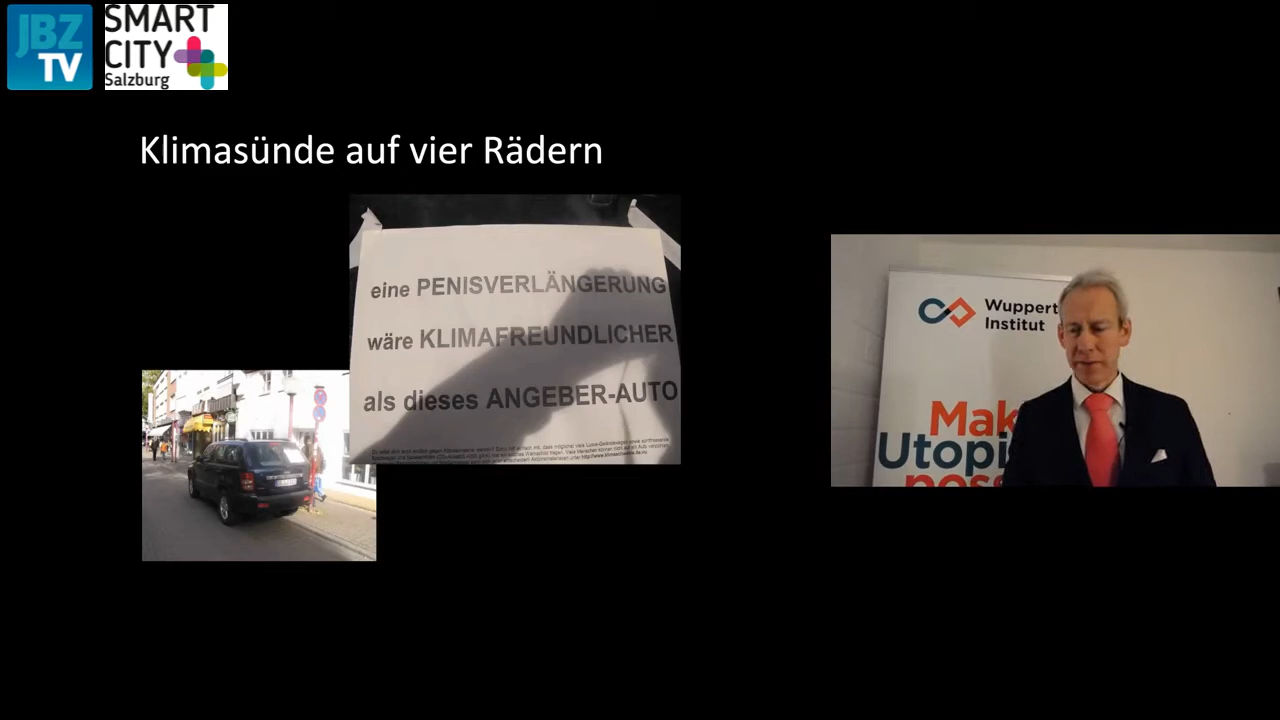 JBZ
TV
SMART
CITY
Salzburg
Klimasünde auf vier Rädern
eine PENISVERLÄNGERUNG
wäre KLIMAFREUNDLICHER
als dieses ANGEBER-AUTO
Wuppert
Institut
Mak
Utopi
poss